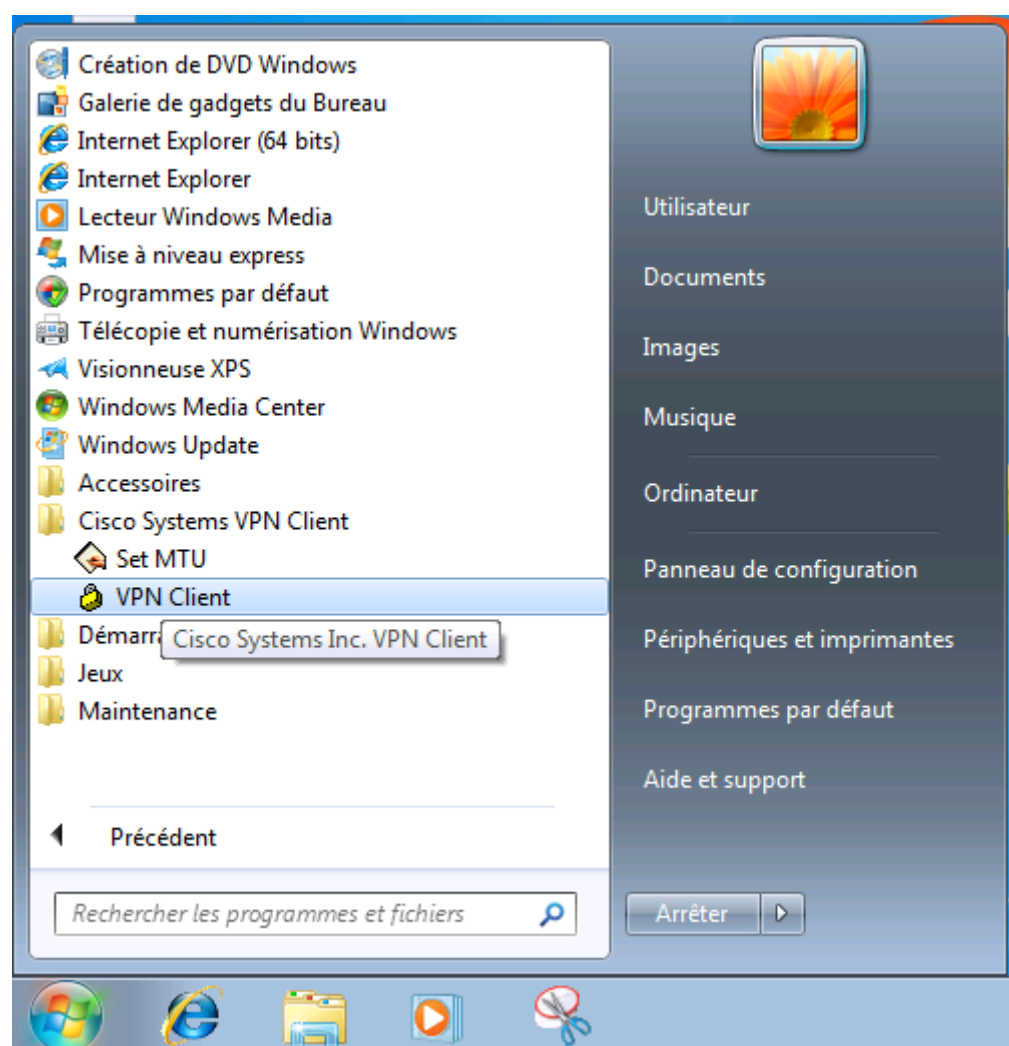 Création de DVD Windows
Galerie de gadgets du Bureau
Internet Explorer (64 bits)
Internet Explorer
Lecteur Windows Media
Mise à niveau express
Programmes par défaut
Télécopie et numérisation Windows
Visionneuse XPS
Windows Media Center
Windows Update
Accessoires
Cisco Systems VPN Client
Set MTU
VPN Client
Cisco Systems Inc. VPN Client
Jeux
Maintenance
Précédent
Rechercher les programmes et fichiers
Utilisateur
Documents
Images
Musique
Ordinateur
Panneau de configuration
Périphériques et imprimantes
Programmes par défaut
Aide et support
Arrêter